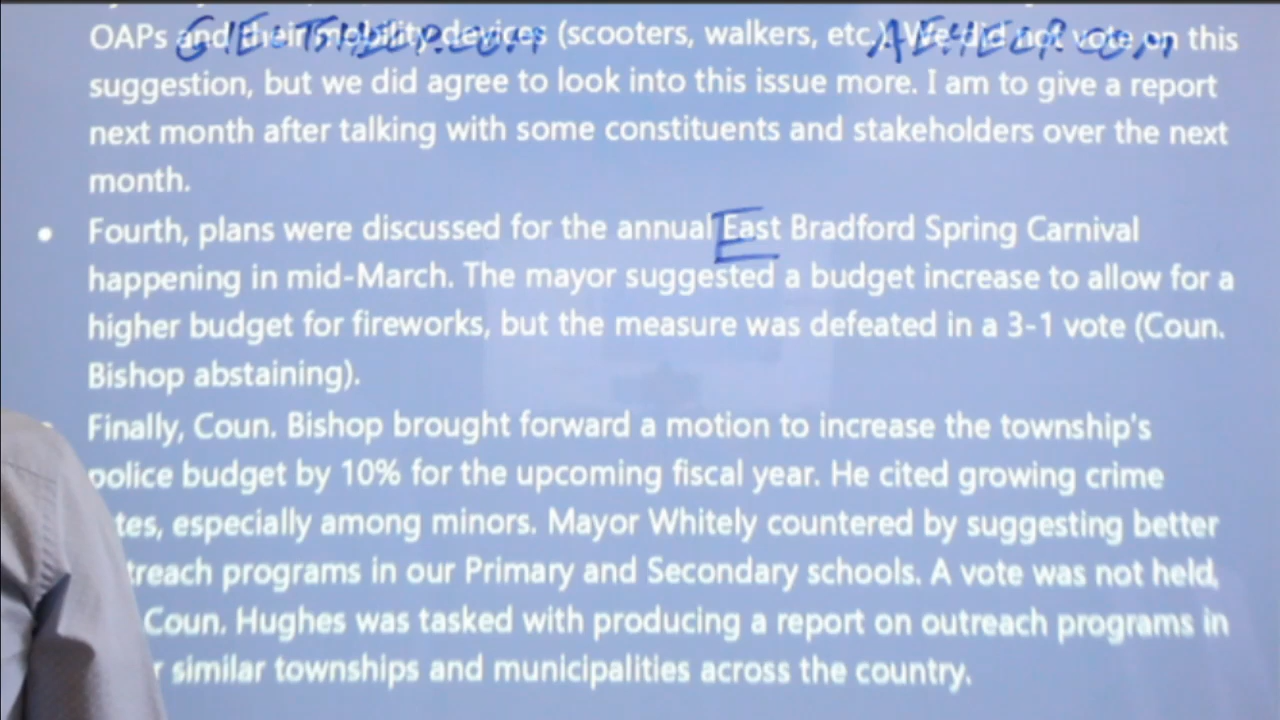 GIEUTSHELP.COM AEHELP.COM
OAPs and their mobility devices (scooters, walkers, etc.) We did not vote on this
suggestion, but we did agree to look into this issue more. I am to give a report
next month after talking with some constituents and stakeholders over the next
month.
• Fourth, plans were discussed for the annual East Bradford Spring Carnival
happening in mid-March. The mayor suggested a budget increase to allow for a
higher budget for fireworks, but the measure was defeated in a 3-1 vote (Coun.
Bishop abstaining).
Finally, Coun. Bishop brought forward a motion to increase the township's
police budget by 10% for the upcoming fiscal year. He cited growing crime
tes, especially among minors. Mayor Whitely countered by suggesting better
treach programs in our Primary and Secondary schools. A vote was not held,
Coun. Hughes was tasked with producing a report on outreach programs in
r similar townships and municipalities across the country.